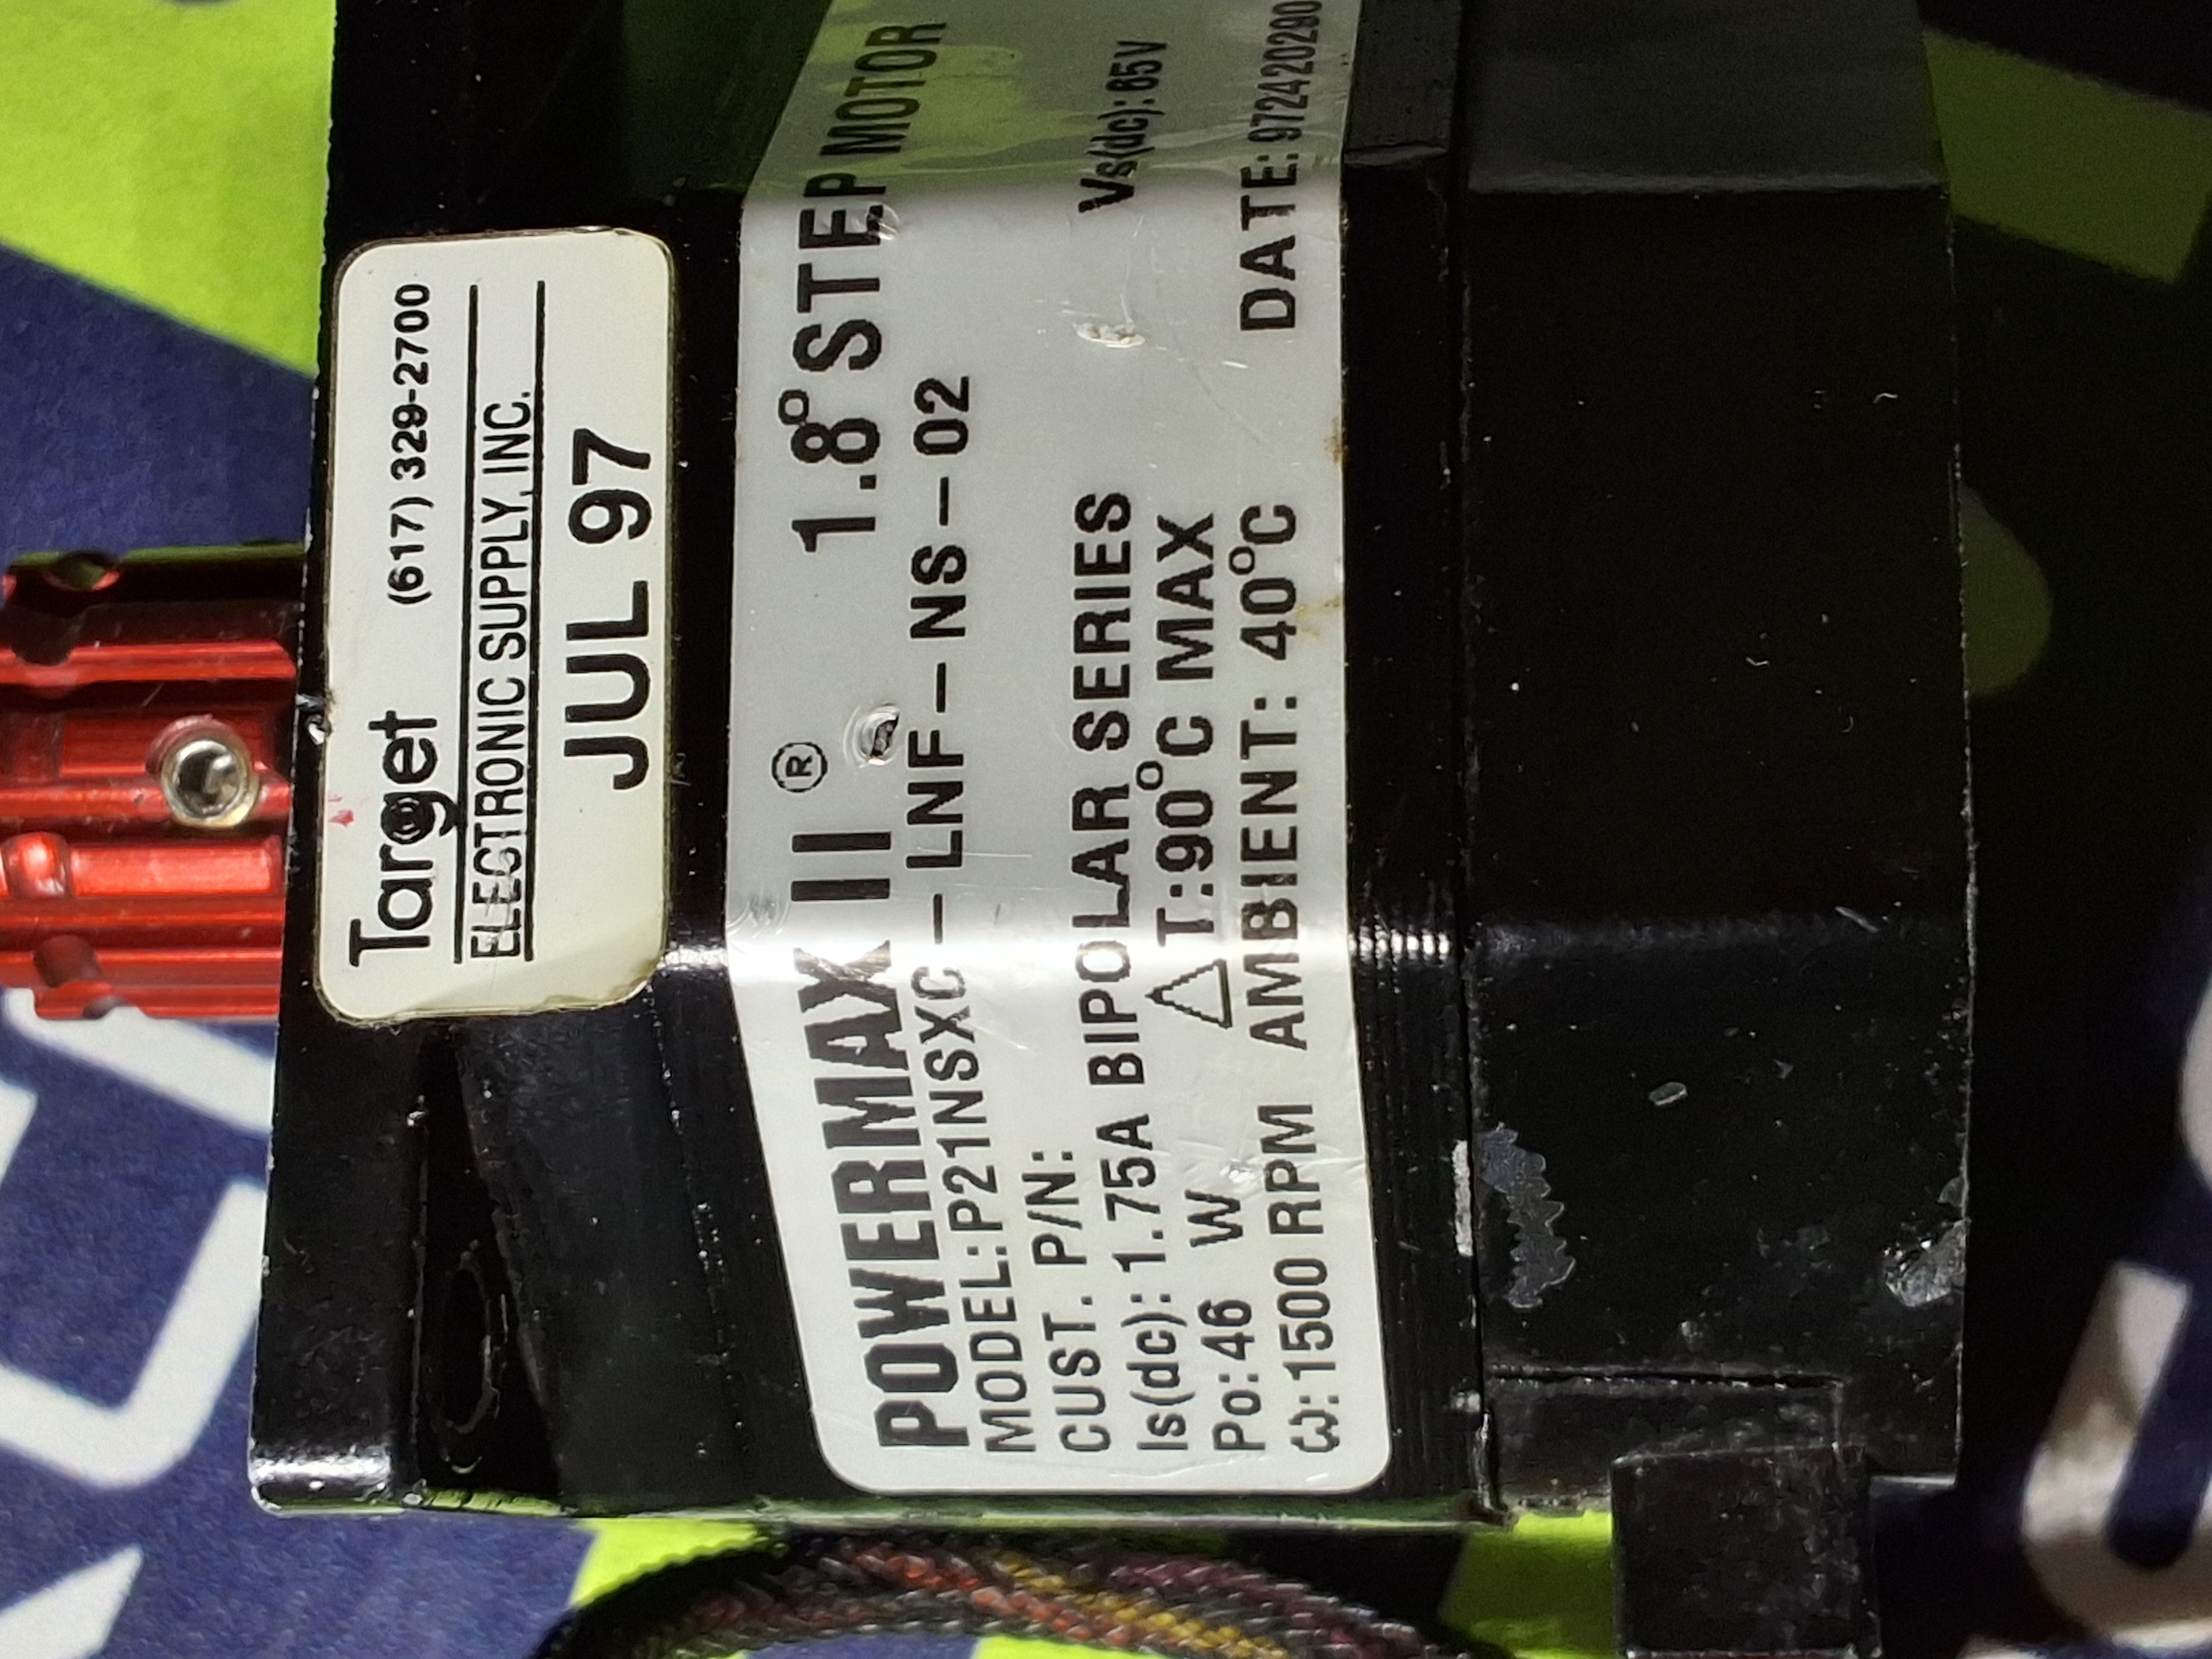 Target (617) 329-2700
ELECTRONIC SUPPLY, INC.
JUL 97
POWERMAX II ® 1.8° STEP MOTOR
MODEL: P21NSXC-LNF-NS-02
CUST. P/N:
Is(dc): 1.75A BIPOLAR SERIES Vs(dc): 65V
Po: 46 W △T: 90°C MAX
ω: 1500 RPM AMBIENT: 40°C DATE: 972420290